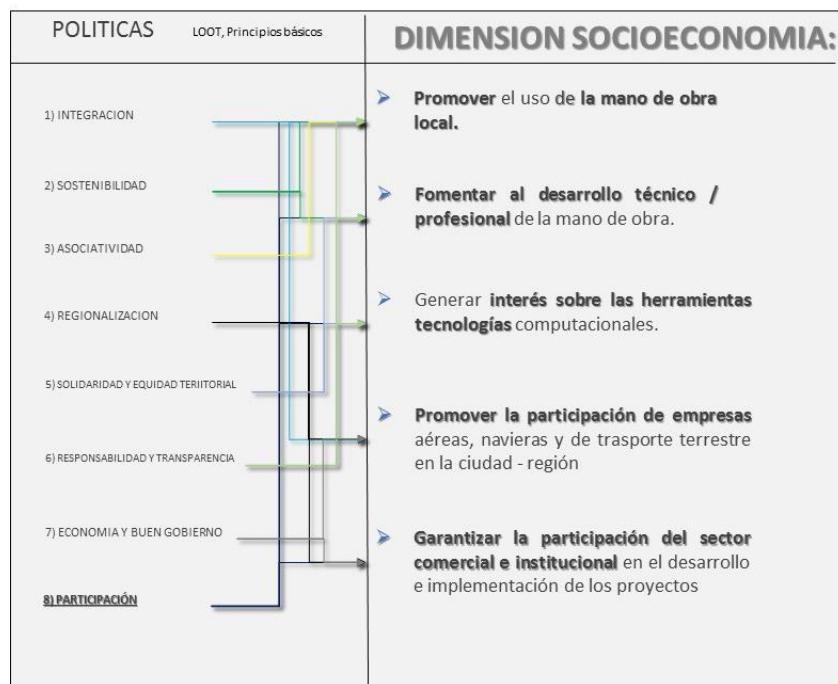 POLITICAS
LOOT, Principios básicos
DIMENSION SOCIOECONOMIA:
1) INTEGRACION
2) SOSTENIBILIDAD
3) ASOCIATIVIDAD
4) REGIONALIZACION
5) SOLIDARIDAD Y EQUIDAD TERIITORIAL
6) RESPONSABILIDAD Y TRANSPARENCIA
7) ECONOMIA Y BUEN GOBIERNO
8) PARTICIPACIÓN
Promover el uso de la mano de obra
local.
Fomentar al desarrollo técnico /
profesional de la mano de obra.
Generar interés sobre las herramientas
tecnologías computacionales.
Promover la participación de empresas
aéreas, navieras y de trasporte terrestre
en la ciudad - región
Garantizar la participación del sector
comercial e institucional en el desarrollo
e implementación de los proyectos